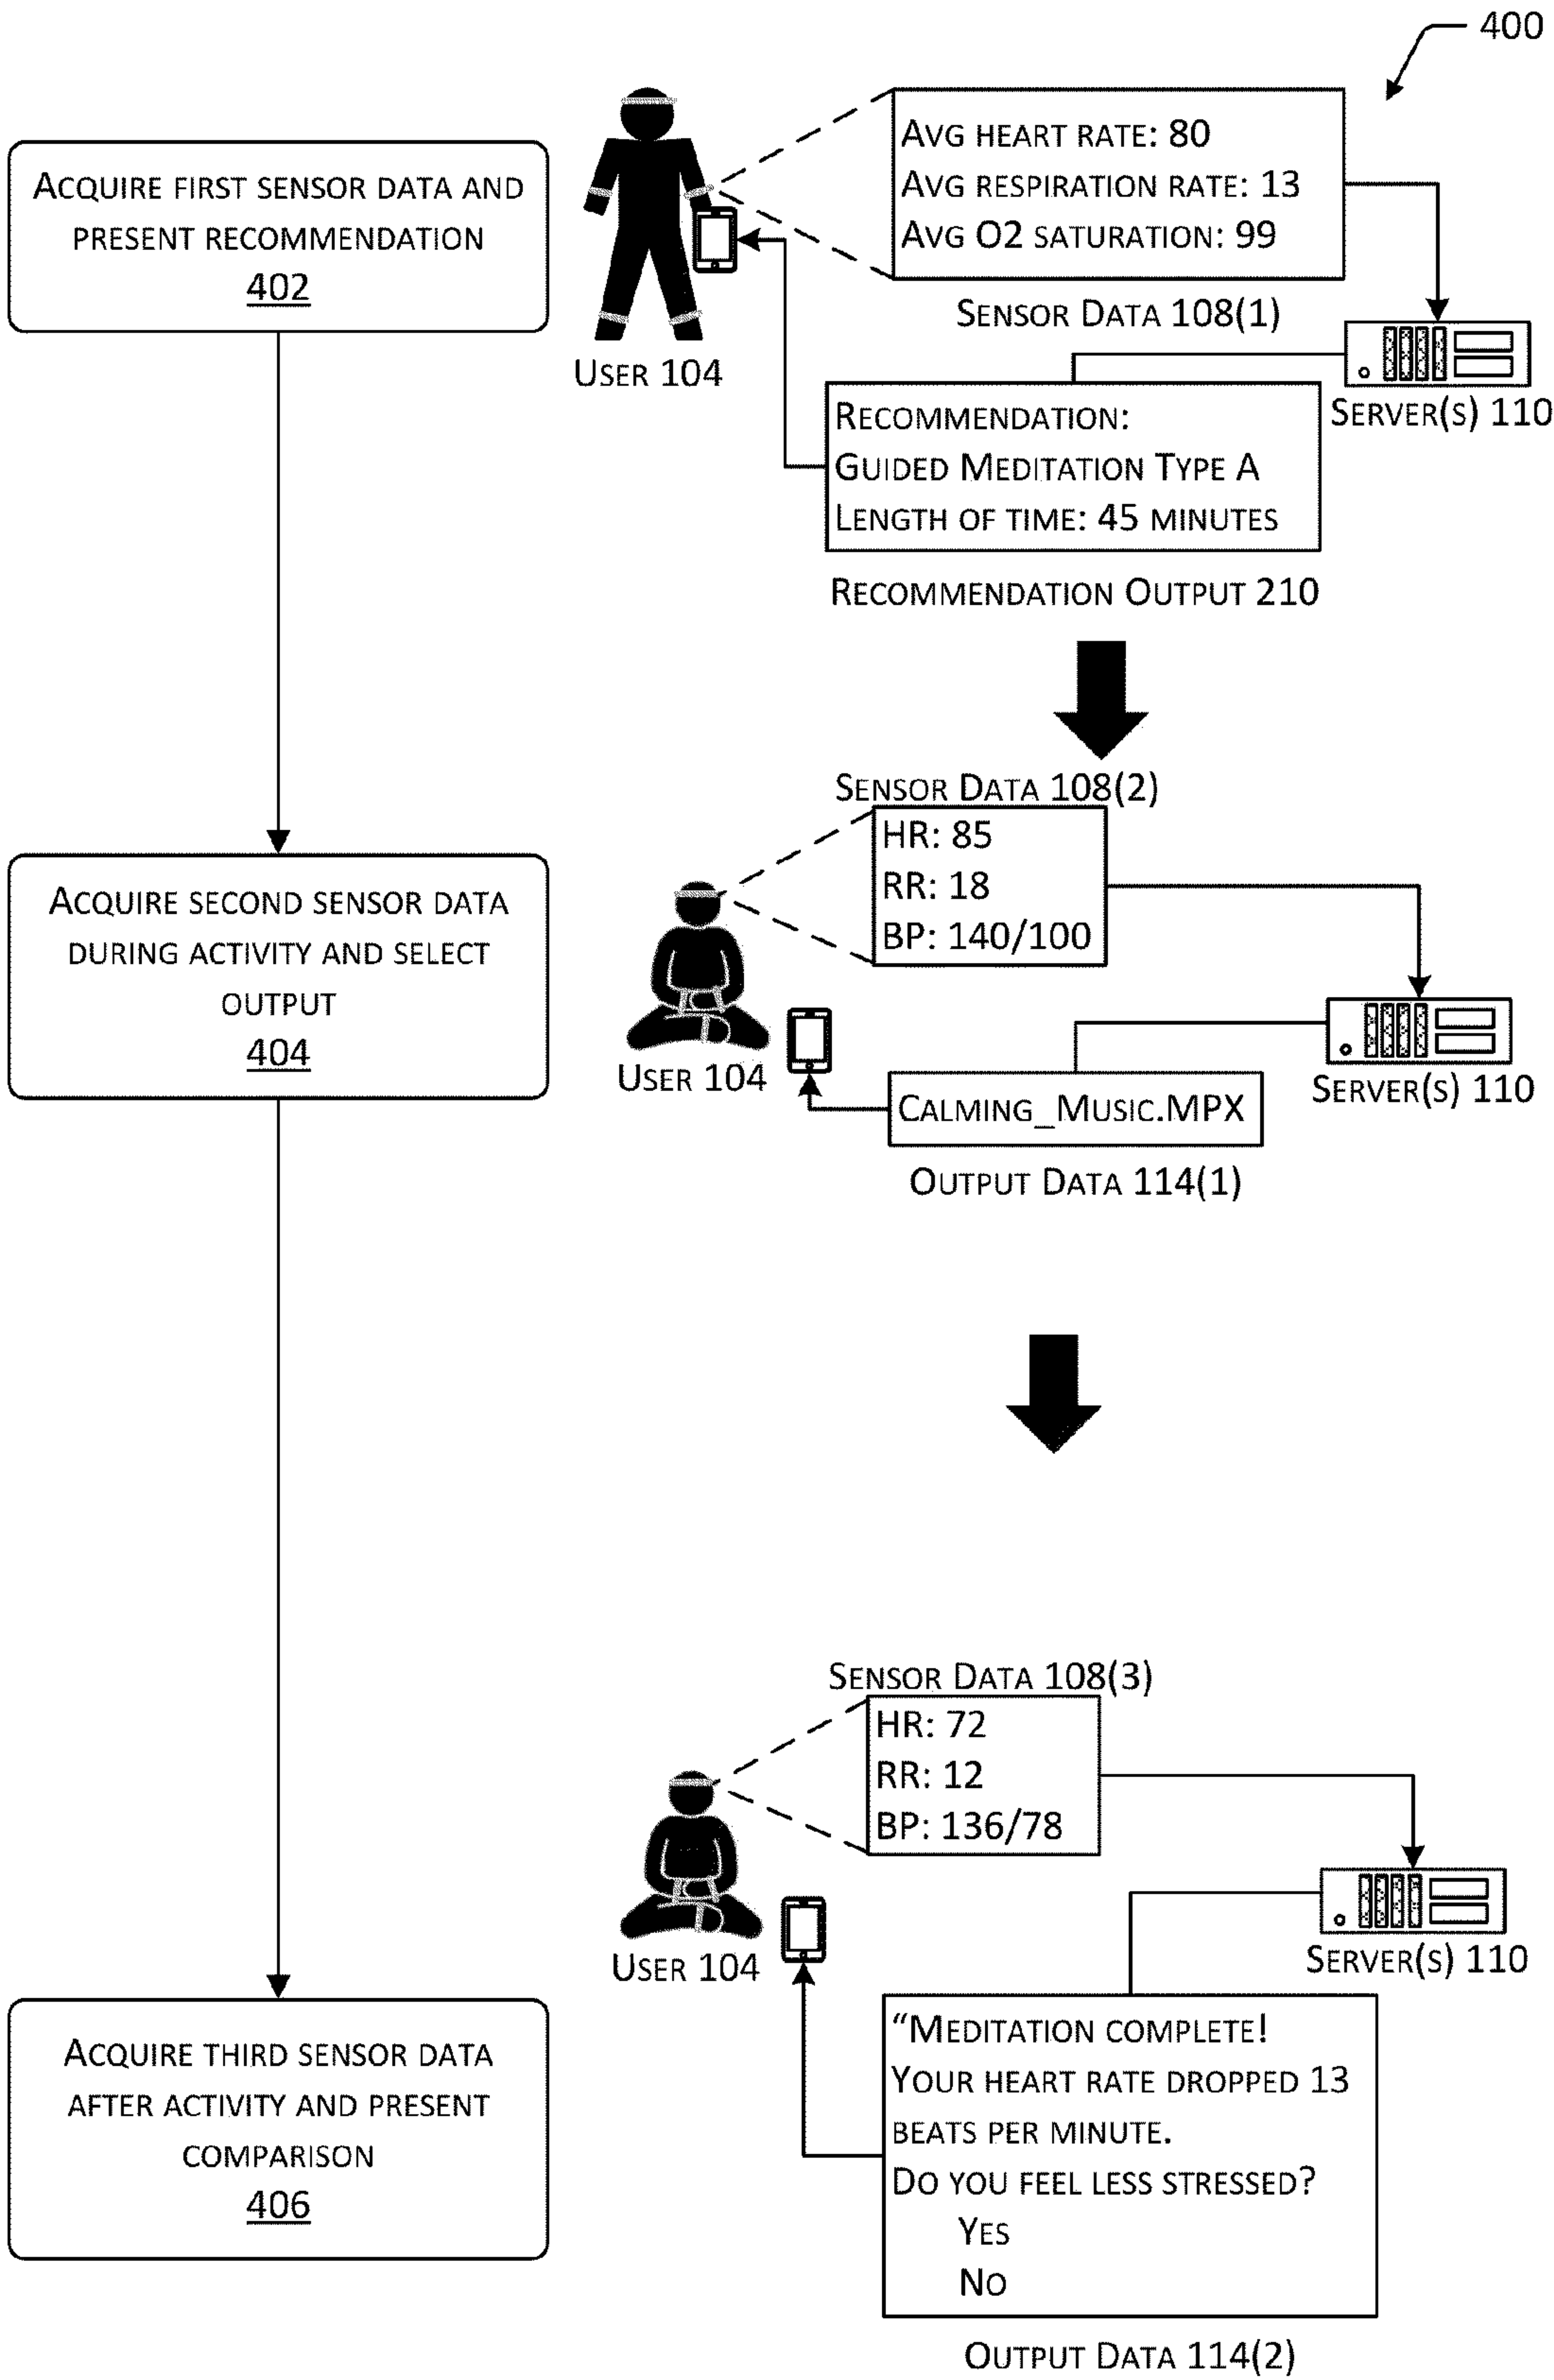 400
ACQUIRE FIRST SENSOR DATA AND
PRESENT RECOMMENDATION
402
AVG HEART RATE: 80
AVG RESPIRATION RATE: 13
AVG O2 SATURATION: 99
SENSOR DATA 108(1)
USER 104
SERVER(S) 110
RECOMMENDATION:
GUIDED MEDITATION TYPE A
LENGTH OF TIME: 45 MINUTES
RECOMMENDATION OUTPUT 210
ACQUIRE SECOND SENSOR DATA
DURING ACTIVITY AND SELECT
OUTPUT
404
SENSOR DATA 108(2)
HR: 85
RR: 18
BP: 140/100
USER 104
SERVER(S) 110
CALMING_MUSIC.MPX
OUTPUT DATA 114(1)
SENSOR DATA 108(3)
HR: 72
RR: 12
BP: 136/78
USER 104
SERVER(S) 110
ACQUIRE THIRD SENSOR DATA
AFTER ACTIVITY AND PRESENT
COMPARISON
406
“MEDITATION COMPLETE!
YOUR HEART RATE DROPPED 13
BEATS PER MINUTE.
DO YOU FEEL LESS STRESSED?
YES
NO
OUTPUT DATA 114(2)